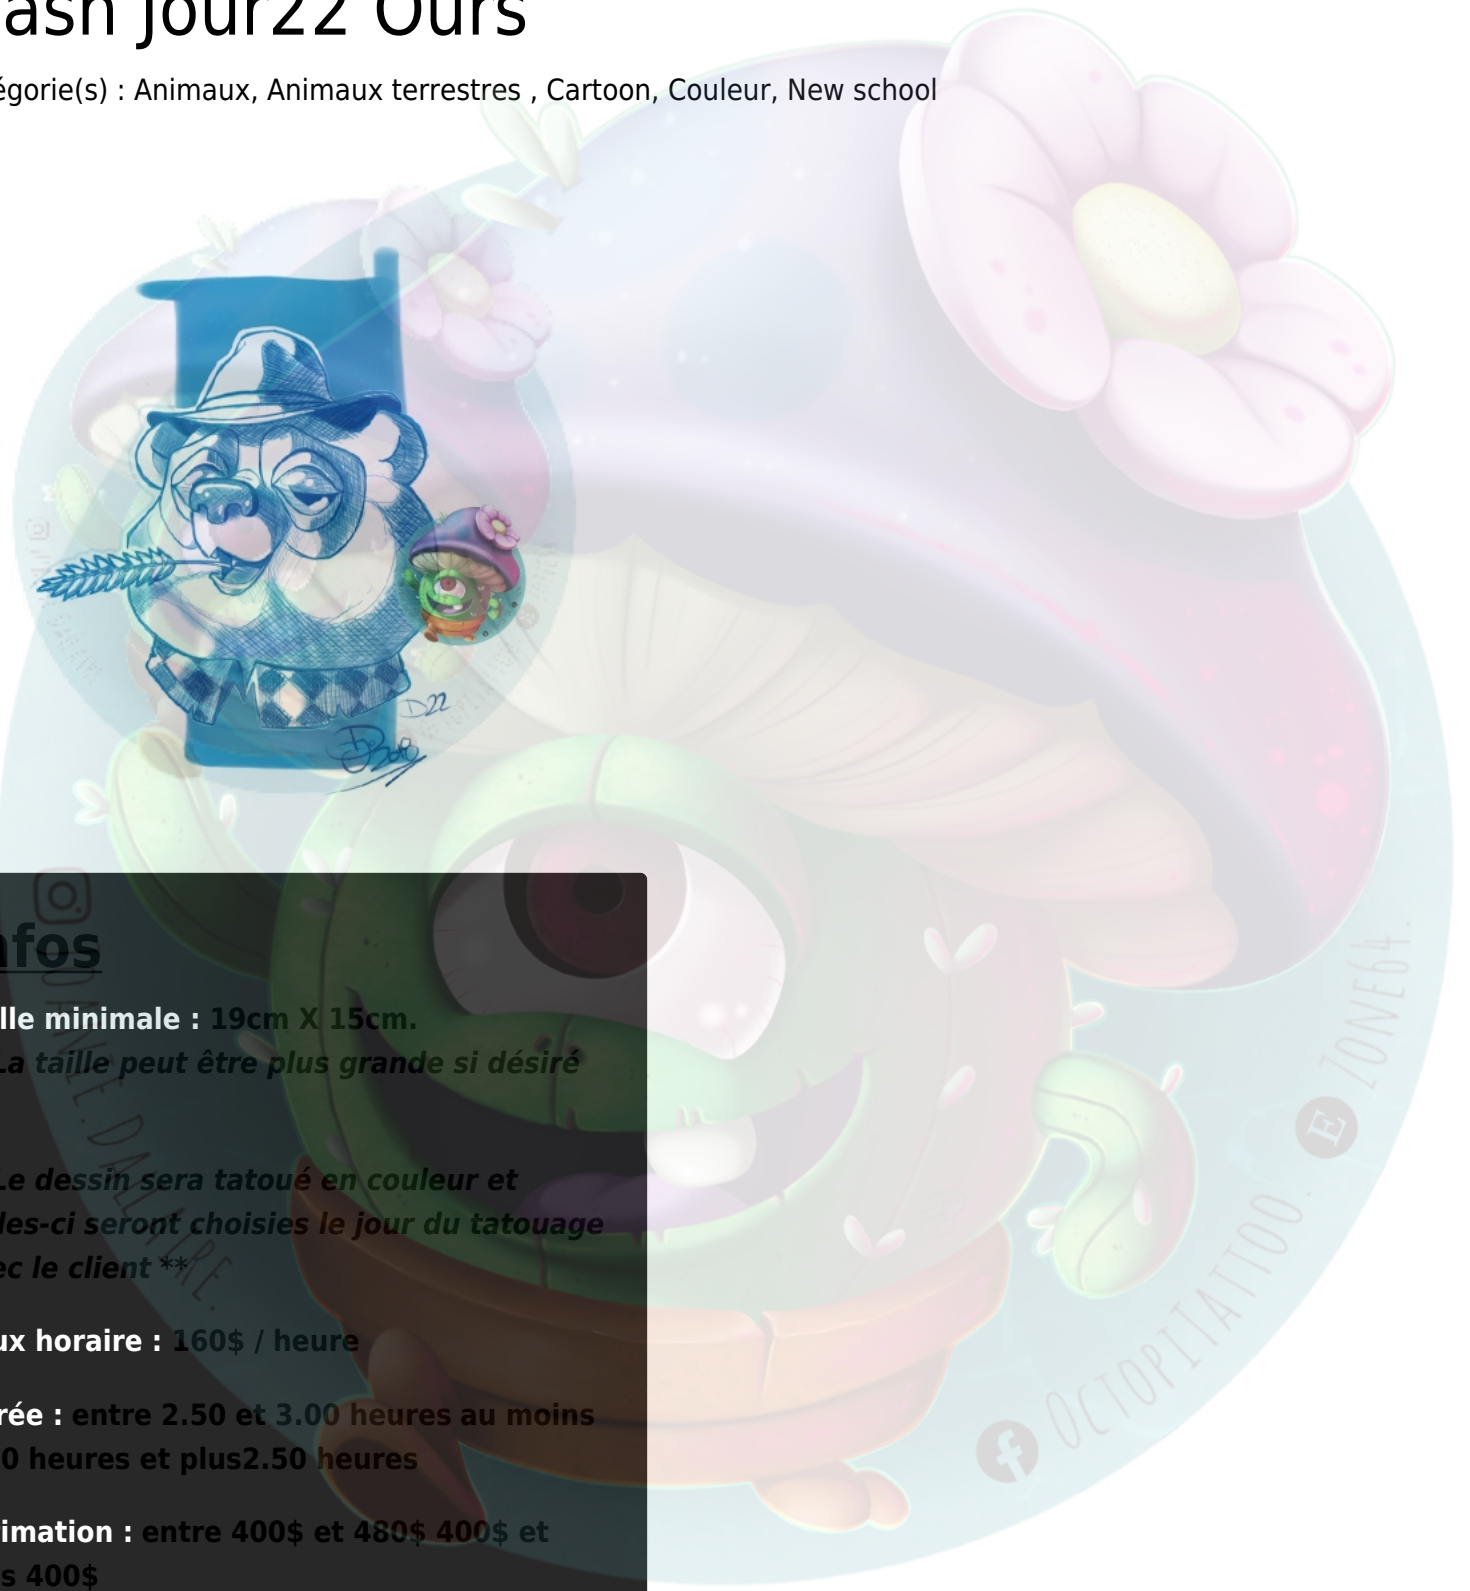 ash Jour22 Ours
égorie(s) : Animaux, Animaux terrestres , Cartoon, Couleur, New school
D22
nfos
lle minimale : 19cm X 15cm.
La taille peut être plus grande si désiré
Le dessin sera tatoué en couleur et
les-ci seront choisies le jour du tatouage
ec le client **
ux horaire : 160$ / heure
rée : entre 2.50 et 3.00 heures au moins
0 heures et plus2.50 heures
imation : entre 400$ et 480$ 400$ et
s 400$
DAVVE.DALLAIRE.
OCTOPITATTOO.
ZONE64.